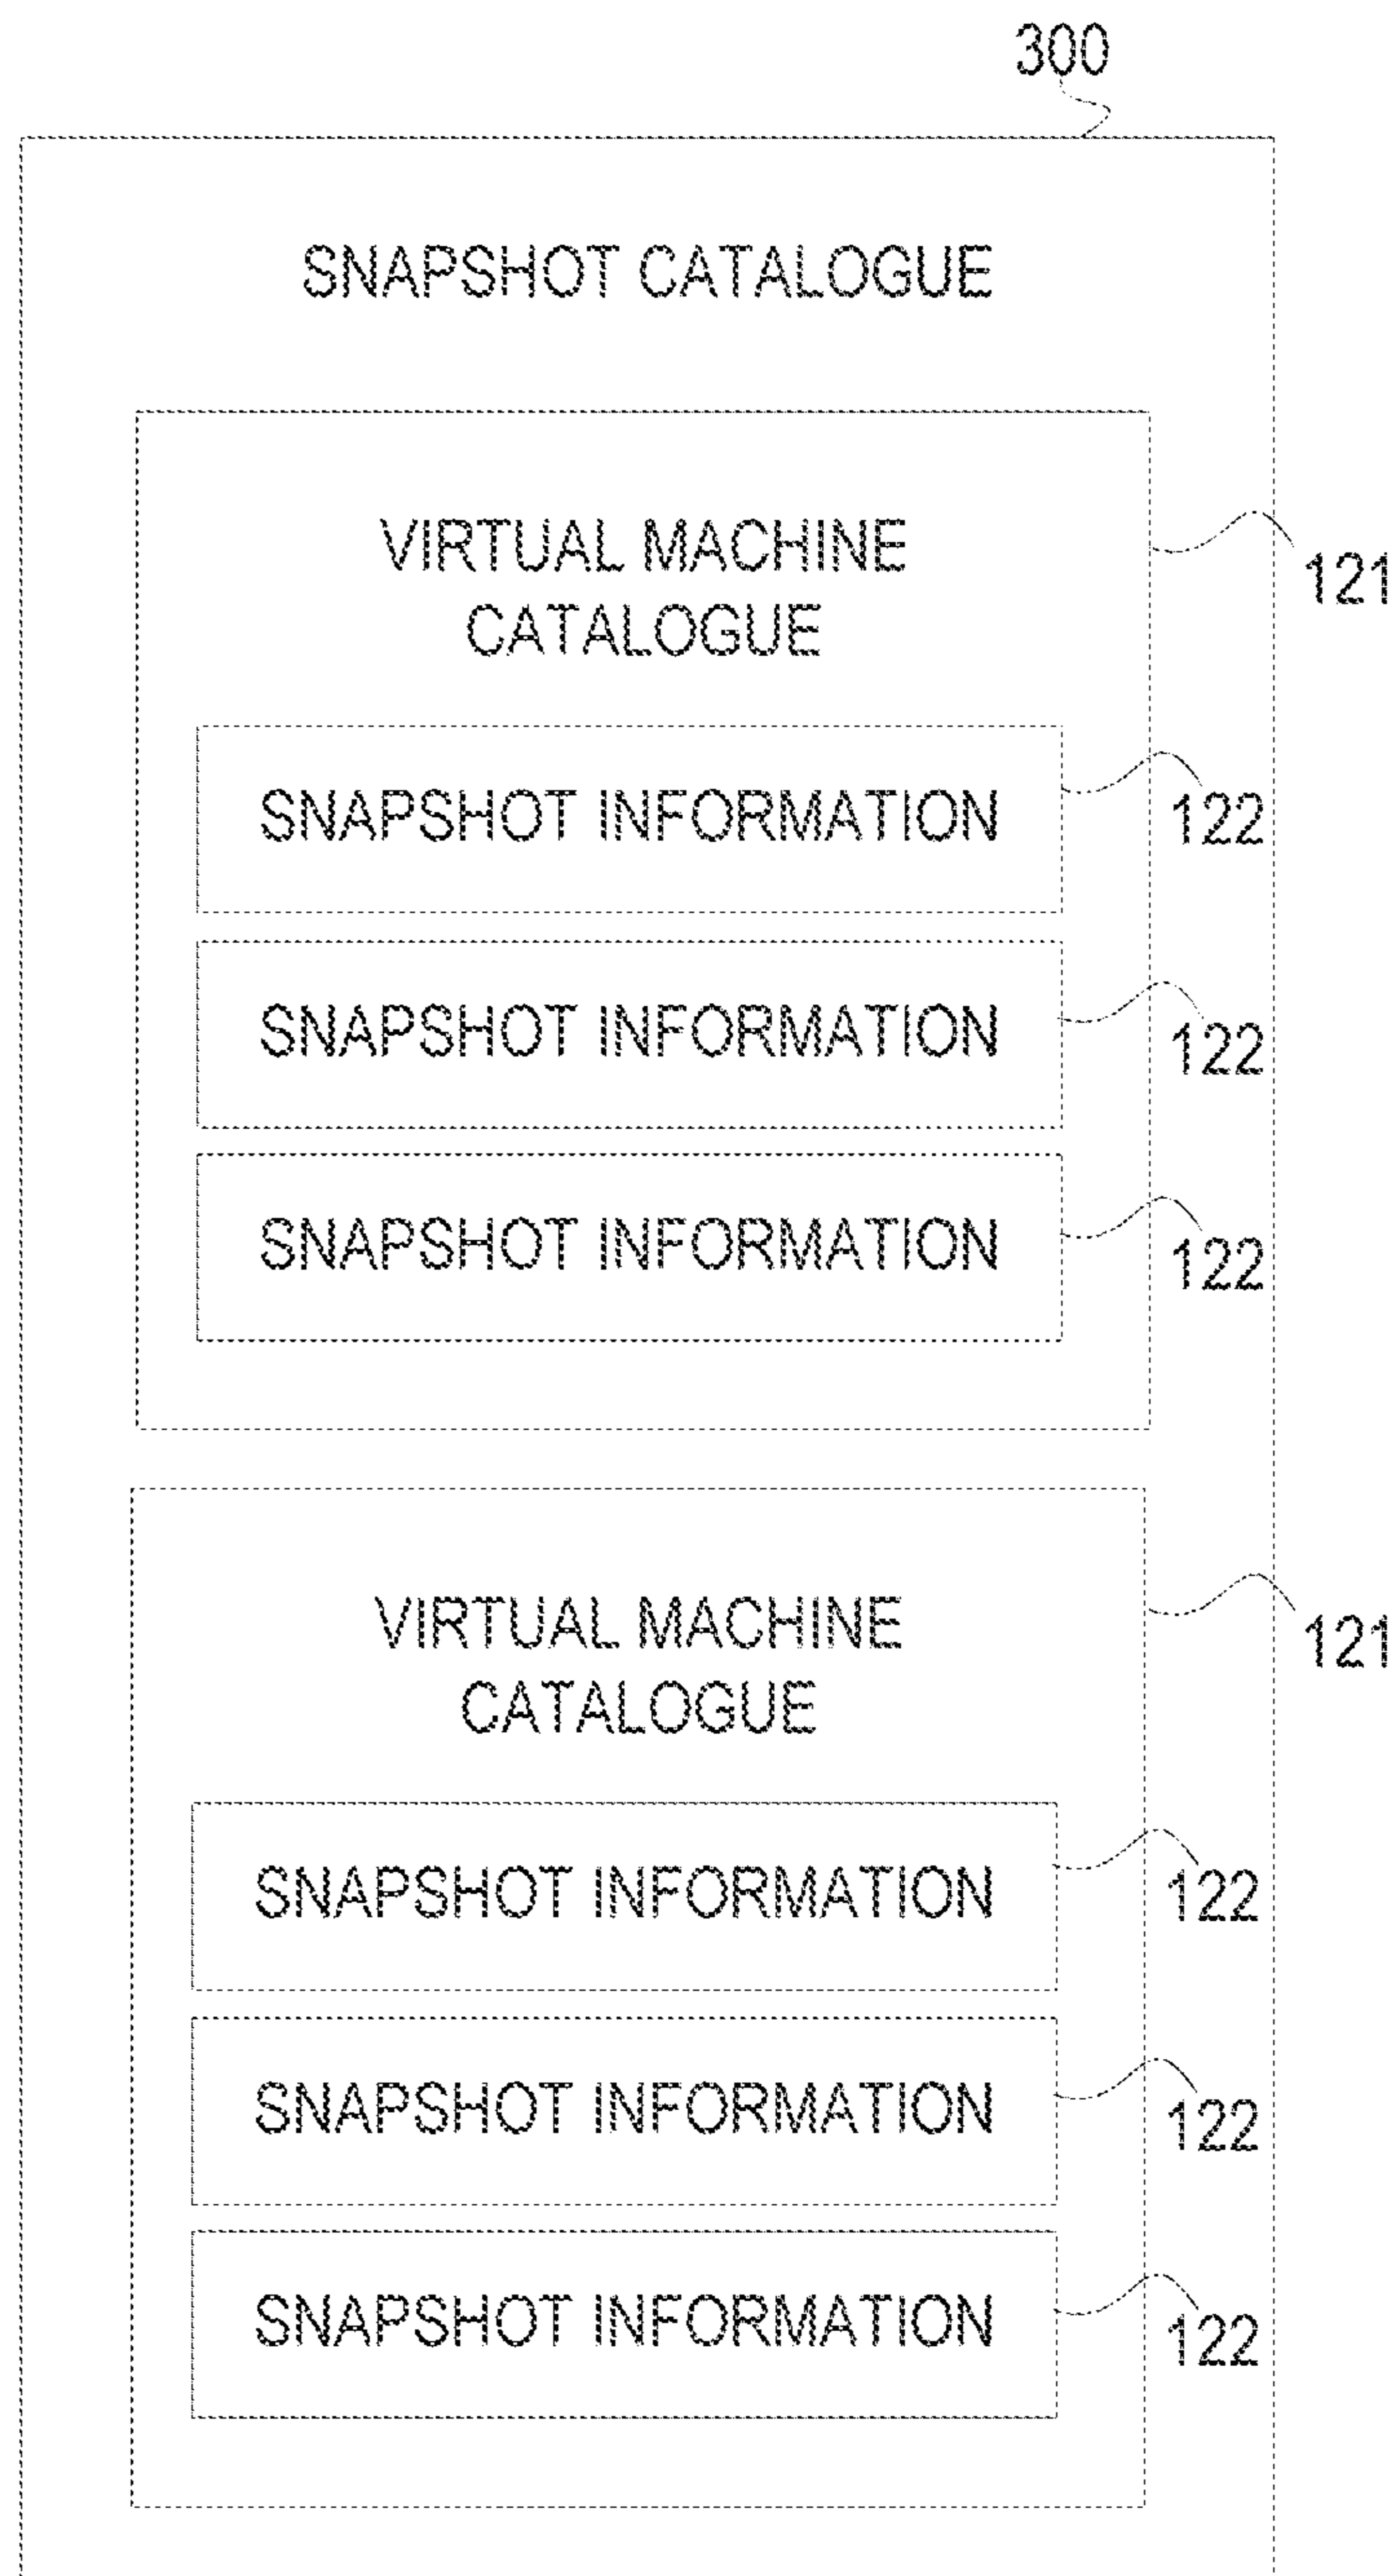 300
SNAPSHOT CATALOGUE
VIRTUAL MACHINE
CATALOGUE
121
SNAPSHOT INFORMATION
122
SNAPSHOT INFORMATION
122
SNAPSHOT INFORMATION
122
VIRTUAL MACHINE
CATALOGUE
121
SNAPSHOT INFORMATION
122
SNAPSHOT INFORMATION
122
SNAPSHOT INFORMATION
122